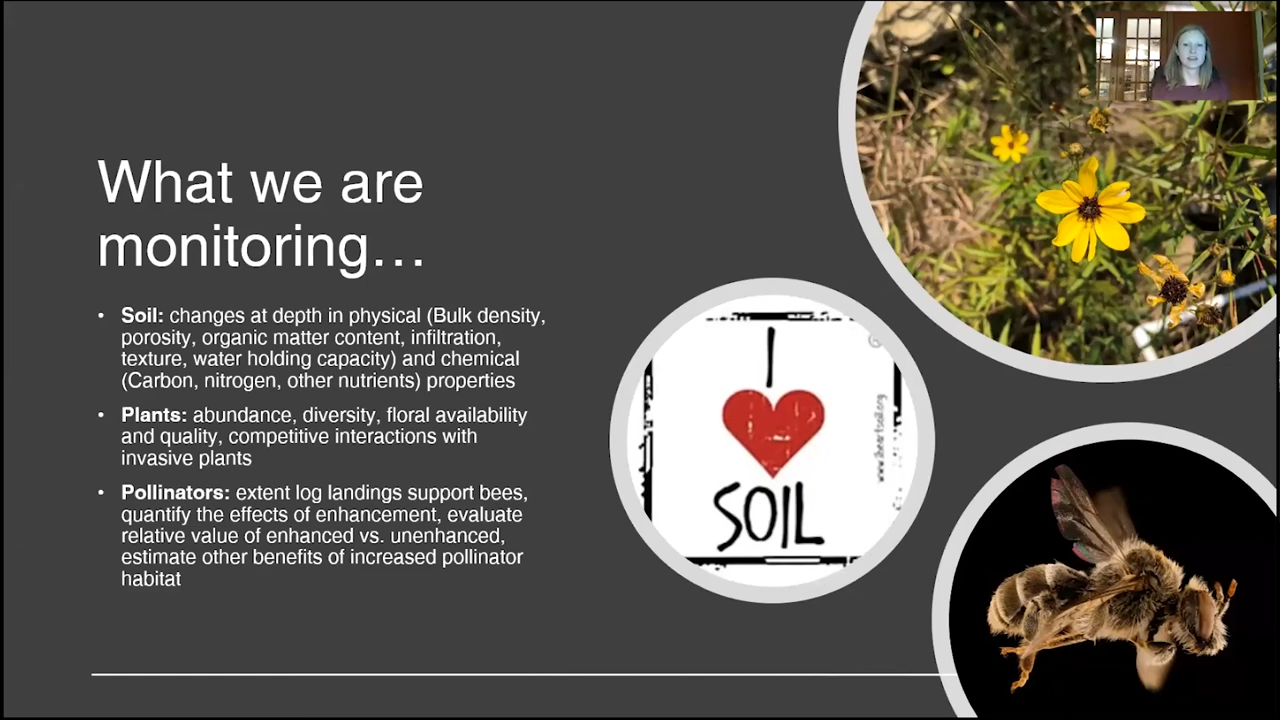 What we are
monitoring…
• Soil: changes at depth in physical (Bulk density,
porosity, organic matter content, infiltration,
texture, water holding capacity) and chemical
(Carbon, nitrogen, other nutrients) properties
• Plants: abundance, diversity, floral availability
and quality, competitive interactions with
invasive plants
• Pollinators: extent log landings support bees,
quantify the effects of enhancement, evaluate
relative value of enhanced vs. unenhanced,
estimate other benefits of increased pollinator
habitat
I
SOIL
www.iheartsoil.org